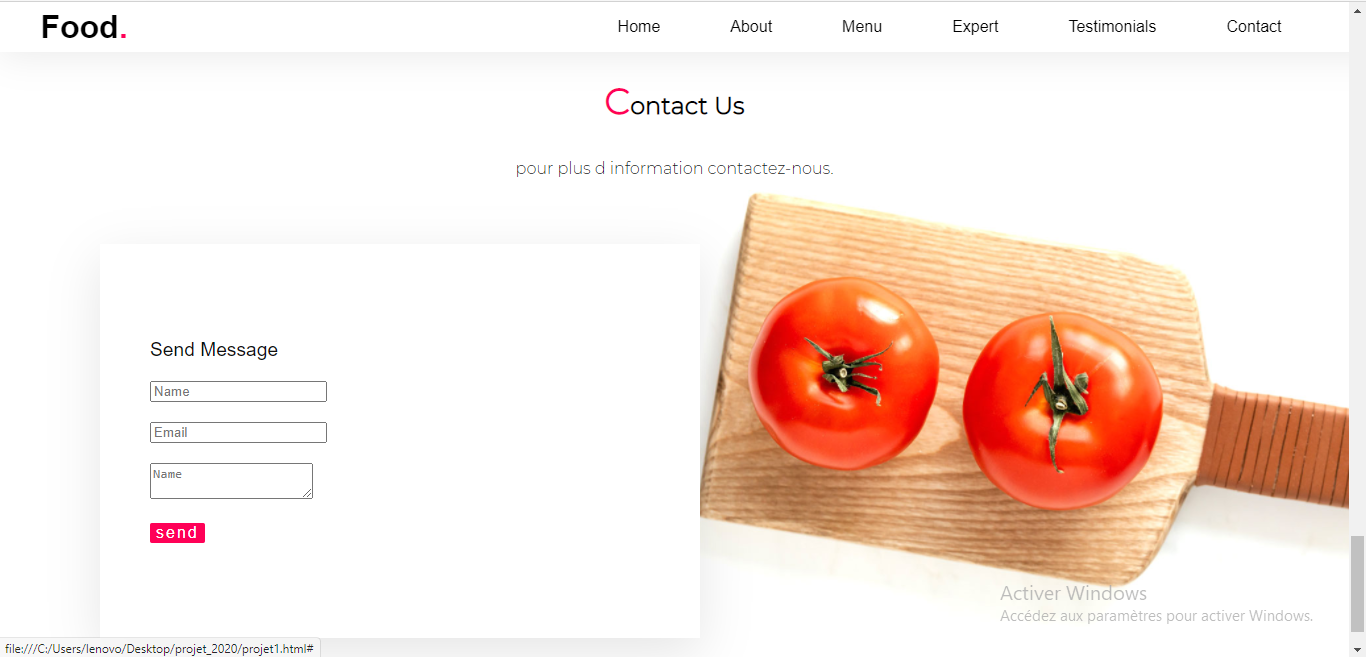 Food.
Home About Menu Expert Testimonials Contact
Contact Us
pour plus d information contactez-nous.
Send Message
Name
Email
Name
send
Activer Windows
Accédez aux paramètres pour activer Windows.
file:///C:/Users/lenovo/Desktop/projet_2020/projet1.html#